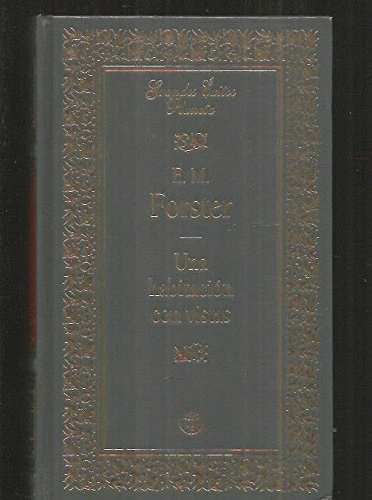 Grandes Éxitos
Planeta
E. M.
Forster
Una
habitación
con vistas